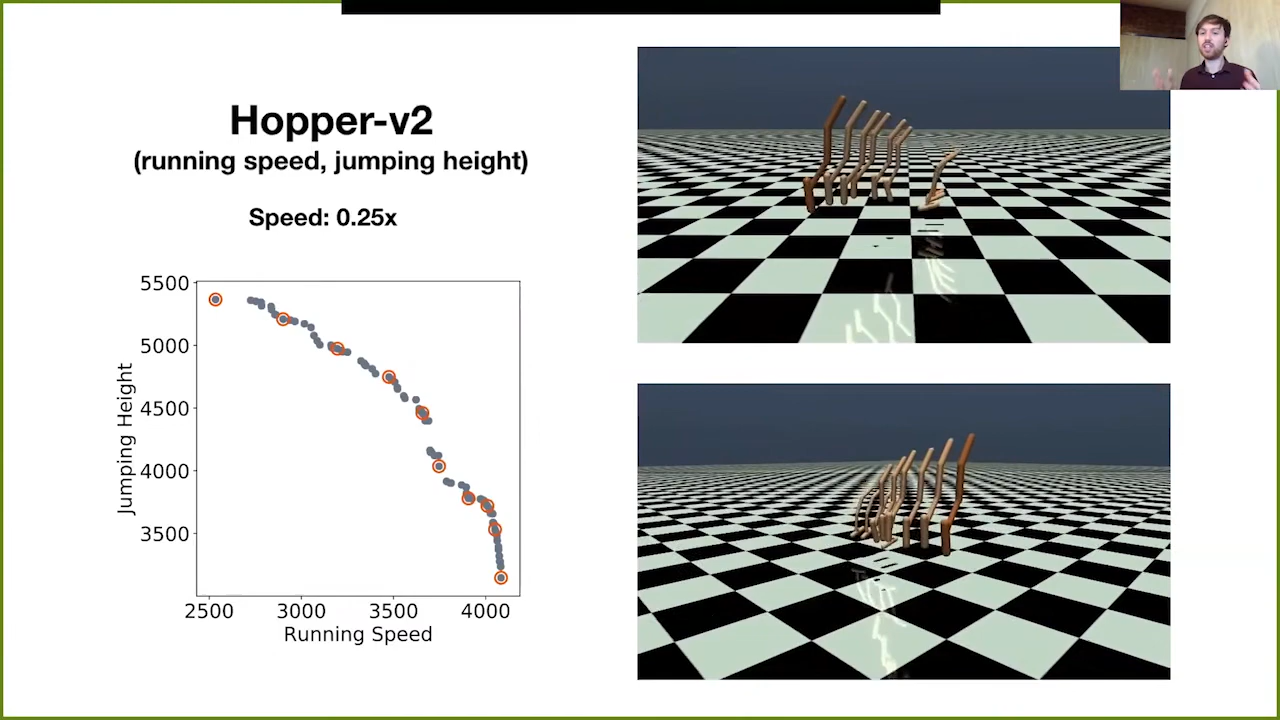 Hopper-v2
(running speed, jumping height)
Speed: 0.25x
5500
5000
4500
4000
3500
Jumping Height
2500 3000 3500 4000
Running Speed